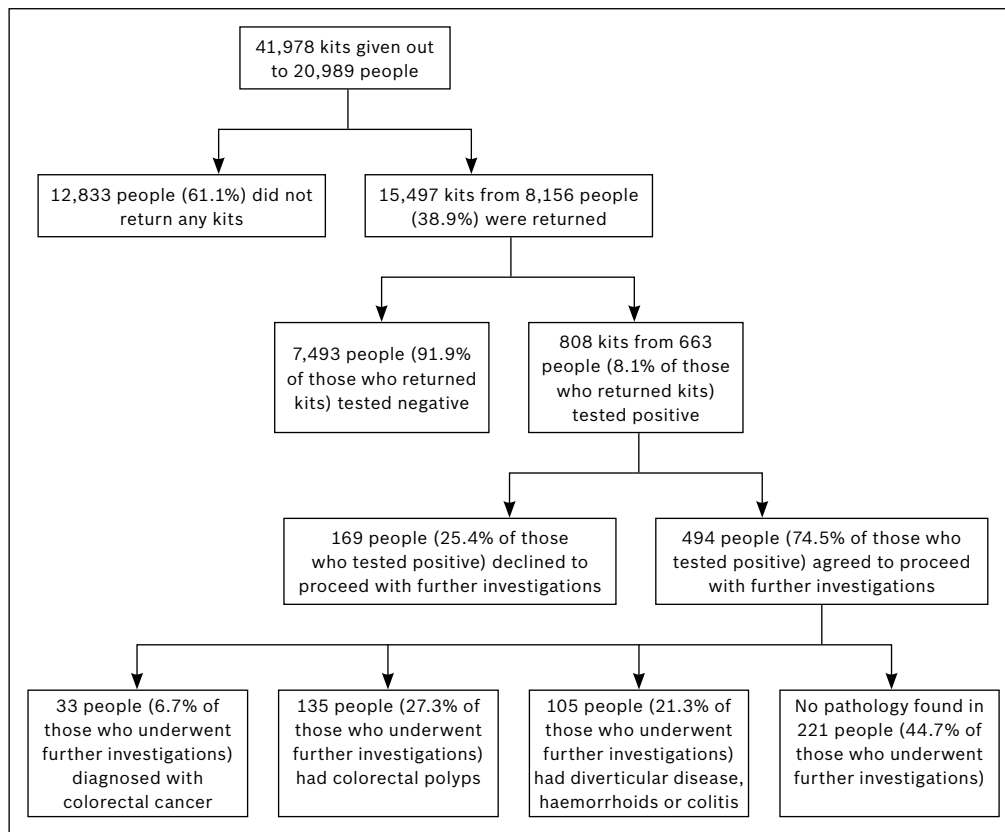 41,978 kits given out
to 20,989 people
12,833 people (61.1%) did not
return any kits
15,497 kits from 8,156 people
(38.9%) were returned
7,493 people (91.9%
of those who returned
kits) tested negative
808 kits from 663
people (8.1% of those
who returned kits)
tested positive
169 people (25.4% of those
who tested positive) declined to
proceed with further investigations
494 people (74.5% of those who
tested positive) agreed to proceed
with further investigations
33 people (6.7% of
those who underwent
further investigations)
diagnosed with
colorectal cancer
135 people (27.3% of
those who underwent
further investigations)
had colorectal polyps
105 people (21.3% of
those who underwent
further investigations)
had diverticular disease,
haemorrhoids or colitis
No pathology found in
221 people (44.7% of
those who underwent
further investigations)